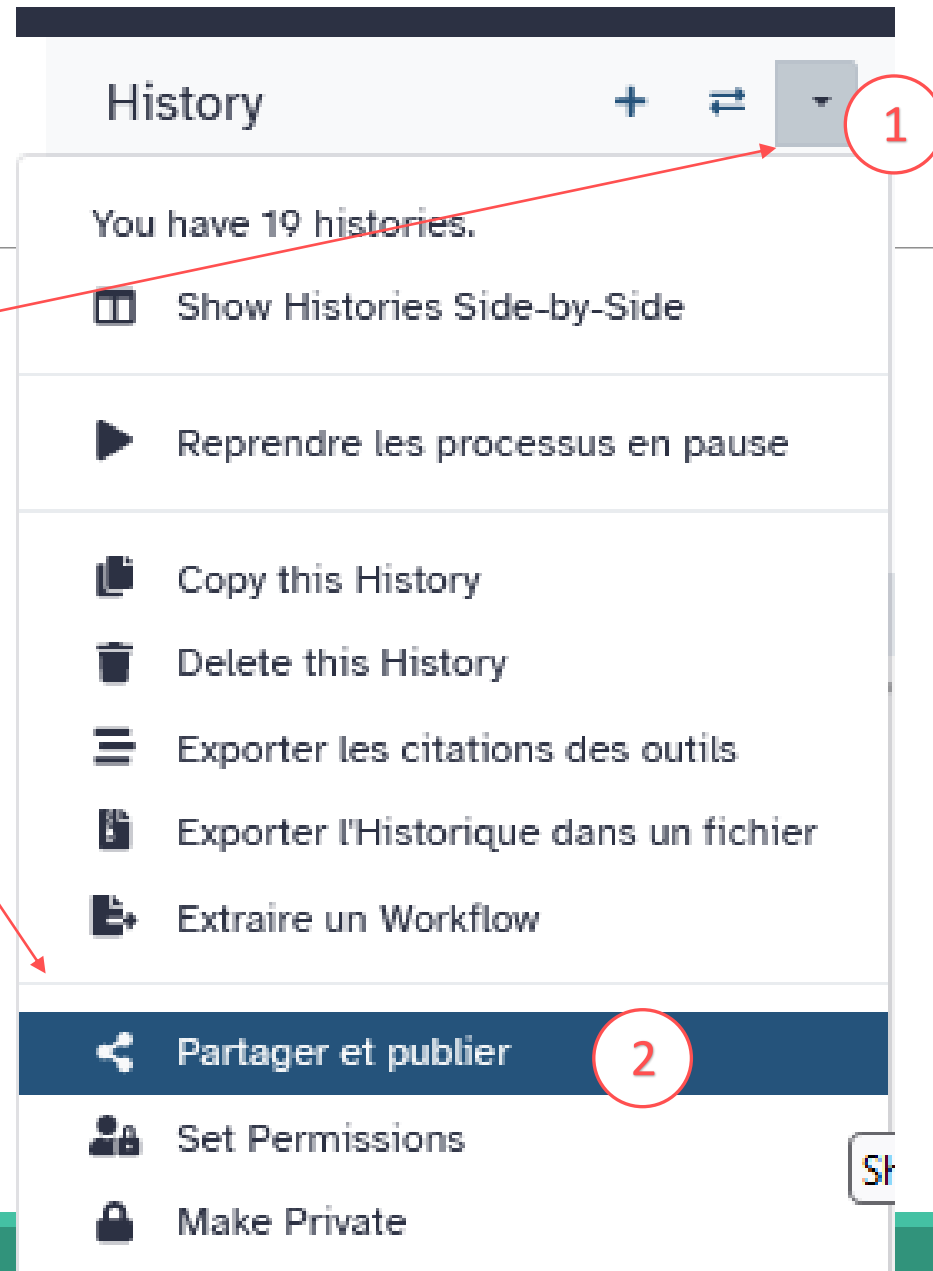 History
1
You have 19 histories.
Show Histories Side-by-Side
Reprendre les processus en pause
Copy this History
Delete this History
Exporter les citations des outils
Exporter l'Historique dans un fichier
Extraire un Workflow
Partager et publier
2
Set Permissions
Make Private